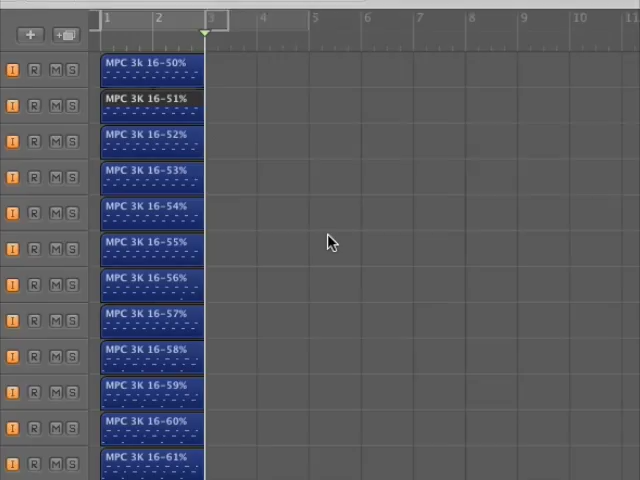 1 2 3 4 5 6 7 8 9 10 11
I R M S MPC 3k 16-50%
I R M S MPC 3K 16-51%
I R M S MPC 3K 16-52%
I R M S MPC 3K 16-53%
I R M S MPC 3K 16-54%
I R M S MPC 3K 16-55%
I R M S MPC 3K 16-56%
I R M S MPC 3K 16-57%
I R M S MPC 3K 16-58%
I R M S MPC 3K 16-59%
I R M S MPC 3K 16-60%
I R M S MPC 3K 16-61%